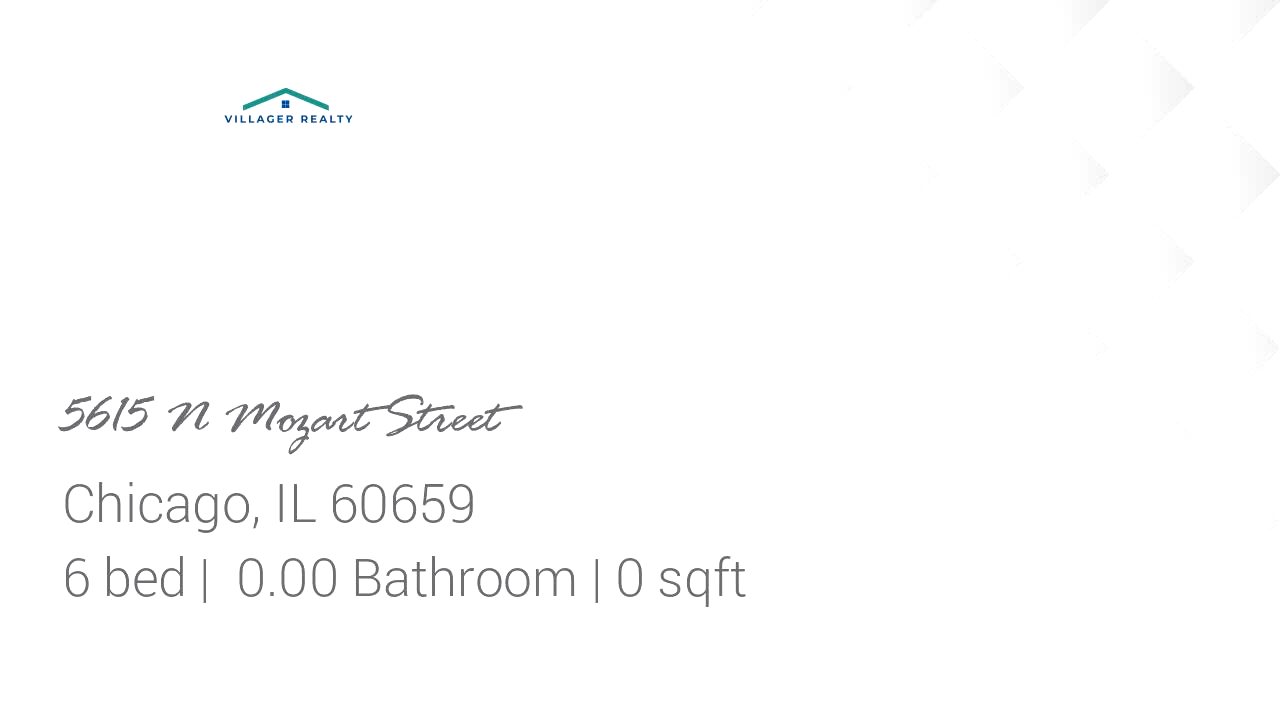 VILLAGER REALTY
5615 N Mozart Street
Chicago, IL 60659
6 bed |  0.00 Bathroom | 0 sqft